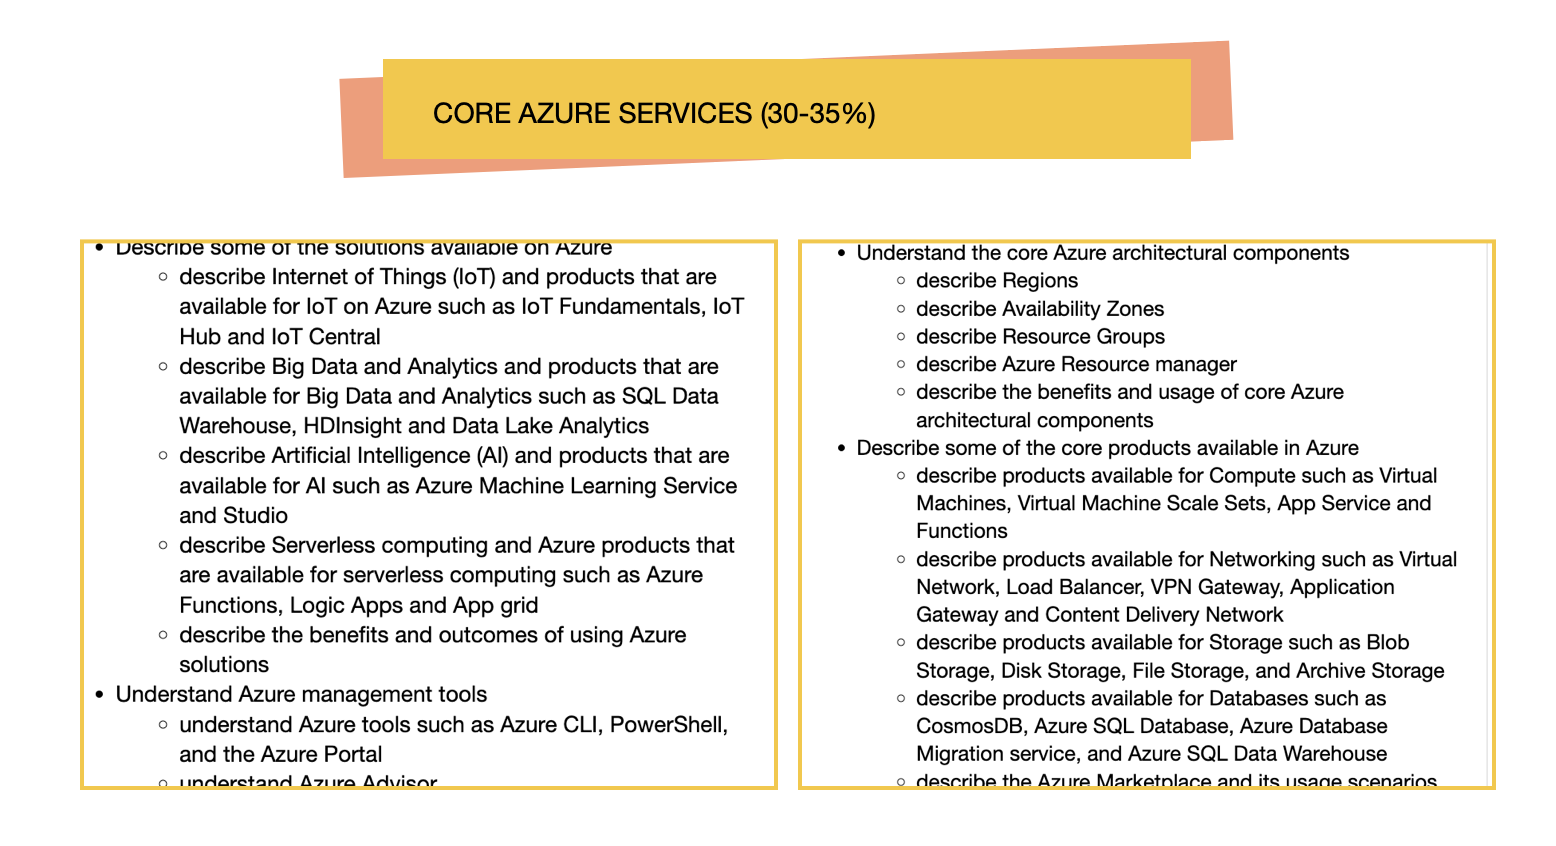 CORE AZURE SERVICES (30-35%)
• Describe some of the solutions available on Azure
◦ describe Internet of Things (IoT) and products that are
available for IoT on Azure such as IoT Fundamentals, IoT
Hub and IoT Central
◦ describe Big Data and Analytics and products that are
available for Big Data and Analytics such as SQL Data
Warehouse, HDInsight and Data Lake Analytics
◦ describe Artificial Intelligence (AI) and products that are
available for AI such as Azure Machine Learning Service
and Studio
◦ describe Serverless computing and Azure products that
are available for serverless computing such as Azure
Functions, Logic Apps and App grid
◦ describe the benefits and outcomes of using Azure
solutions
• Understand Azure management tools
◦ understand Azure tools such as Azure CLI, PowerShell,
and the Azure Portal
◦ understand Azure Advisor
• Understand the core Azure architectural components
◦ describe Regions
◦ describe Availability Zones
◦ describe Resource Groups
◦ describe Azure Resource manager
◦ describe the benefits and usage of core Azure
architectural components
• Describe some of the core products available in Azure
◦ describe products available for Compute such as Virtual
Machines, Virtual Machine Scale Sets, App Service and
Functions
◦ describe products available for Networking such as Virtual
Network, Load Balancer, VPN Gateway, Application
Gateway and Content Delivery Network
◦ describe products available for Storage such as Blob
Storage, Disk Storage, File Storage, and Archive Storage
◦ describe products available for Databases such as
CosmosDB, Azure SQL Database, Azure Database
Migration service, and Azure SQL Data Warehouse
◦ describe the Azure Marketplace and its usage scenarios